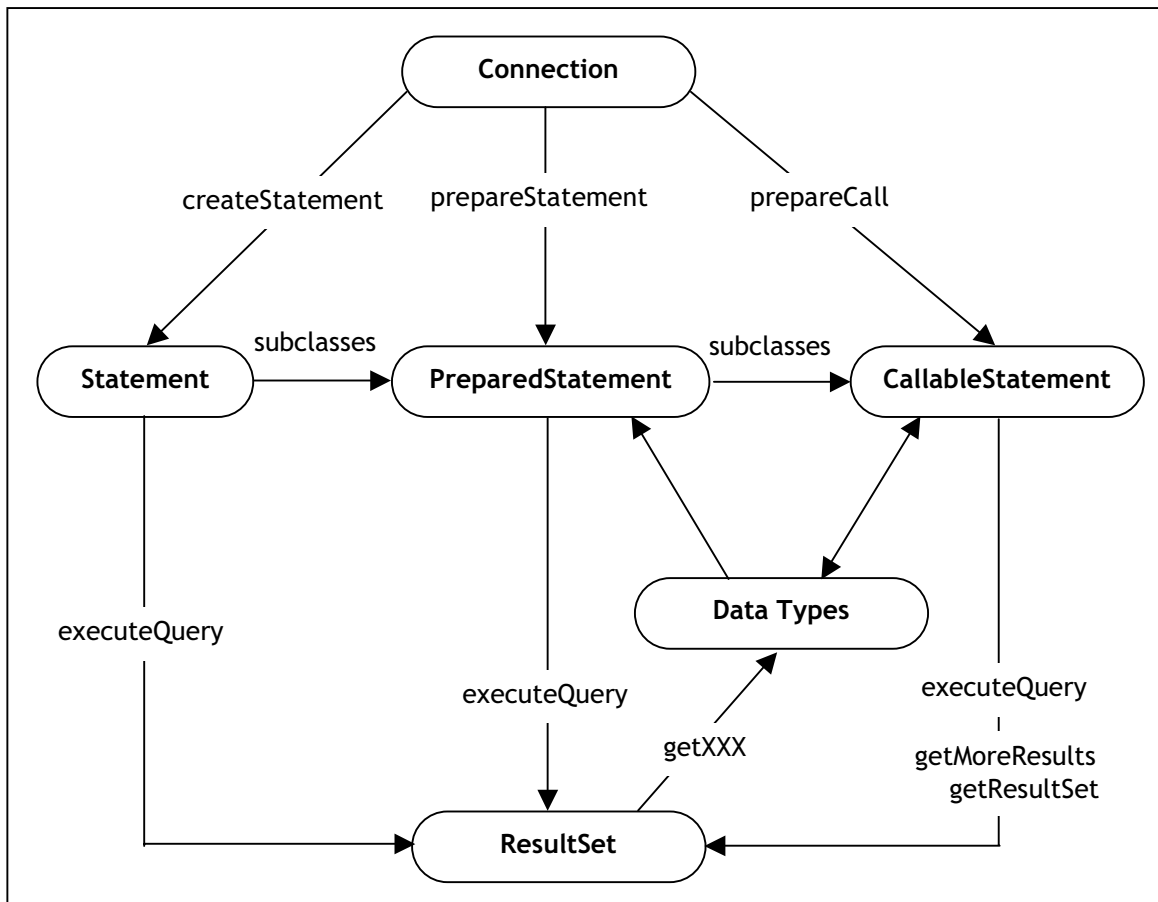 Connection
createStatement
prepareStatement
prepareCall
subclasses
subclasses
Statement
PreparedStatement
CallableStatement
Data Types
executeQuery
executeQuery
executeQuery
getXXX
getMoreResults
getResultSet
ResultSet